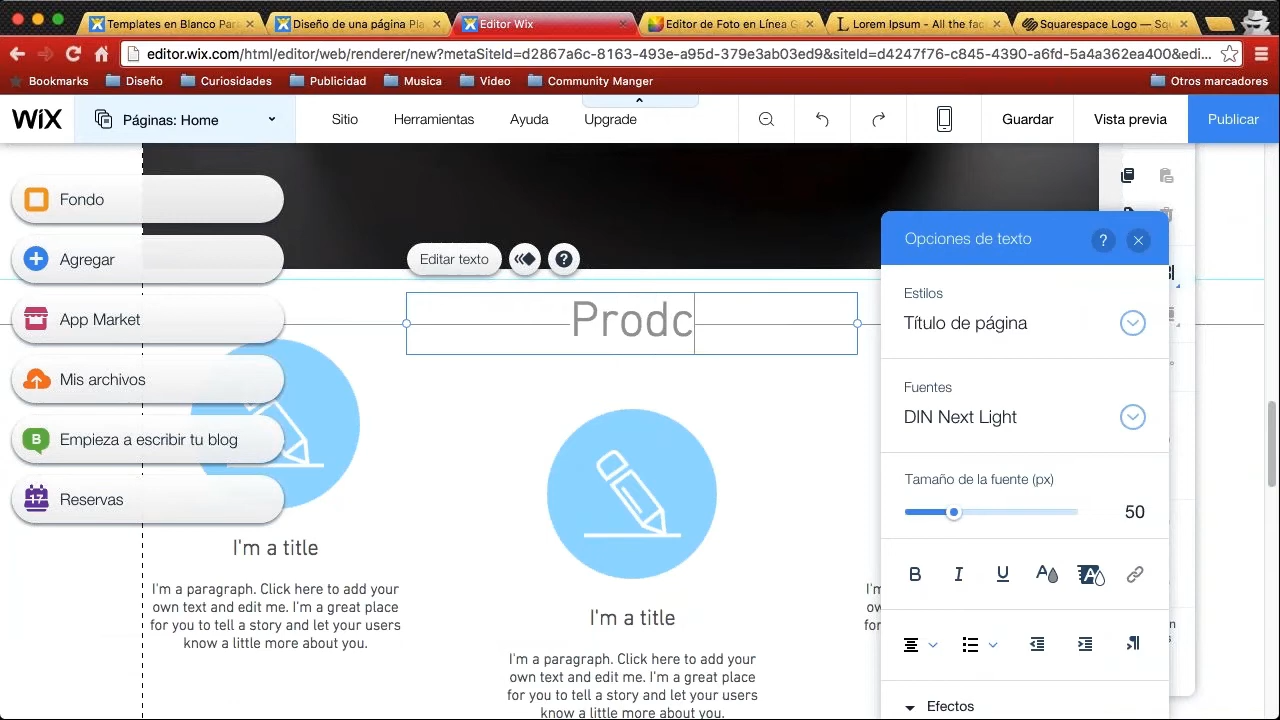 Templates en Blanco Par
Diseño de una página Pla
Editor Wix
Editor de Foto en Línea G
Lorem Ipsum - All the fac
Squarespace Logo — So
editor.wix.com/html/editor/web/renderer/new?metaSiteId=d2867a6c-8163-493e-a95d-37973ab03ed9&siteId=d4247f76-c845-4390-a6fd-5a4a362ea400&edi...
Bookmarks
Diseño
Curiosidades
Publicidad
Musica
Video
Community Manger
Otros marcadores
WiX
Páginas: Home
Sitio
Herramientas
Ayuda
Upgrade
Guardar
Vista previa
Publicar
Fondo
Agregar
App Market
Mis archivos
B
Empieza a escribir tu blog
17
Reservas
Editar texto
?
Prodc
I'm a title
I'm a paragraph. Click here to add your
own text and edit me. I'm a great place
for you to tell a story and let your users
know a little more about you.
I'm a title
I'm a paragraph. Click here to add your
own text and edit me. I'm a great place
for you to tell a story and let your users
know a little more about you.
Opciones de texto
?
Estilos
Título de página
Fuentes
DIN Next Light
Tamaño de la fuente (px)
50
B
I
U
A
A
Efectos